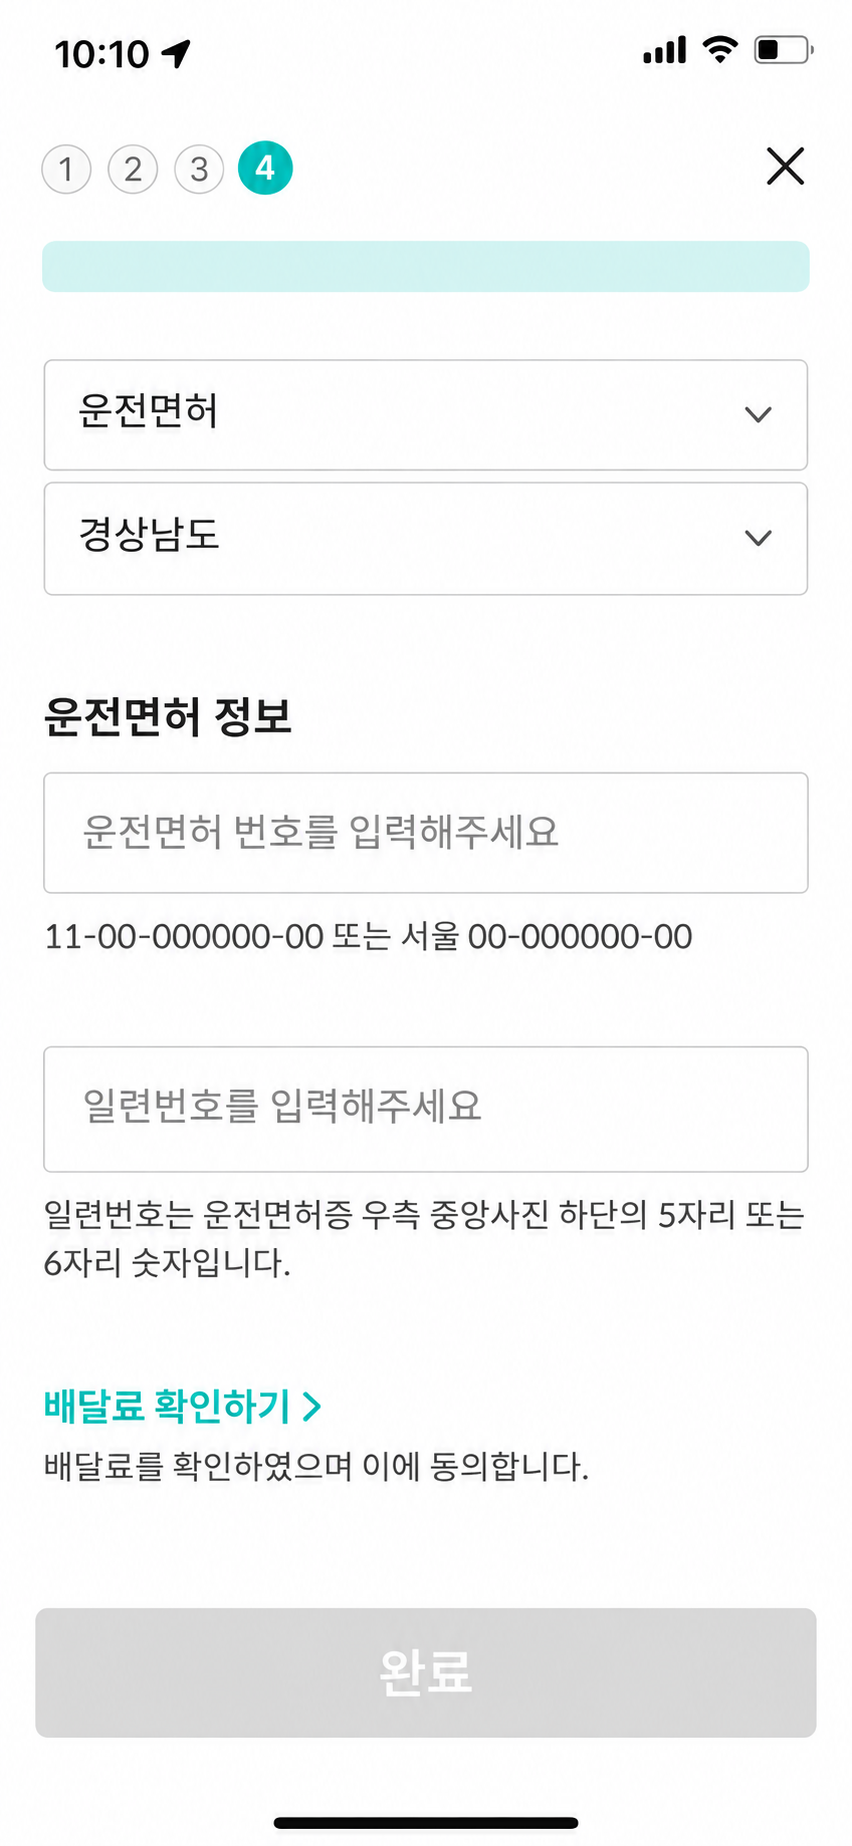 10:10
1 2 3 4
운전면허
경상남도
운전면허 정보
운전면허 번호를 입력해주세요
11-00-000000-00 또는 서울 00-000000-00
일련번호를 입력해주세요
일련번호는 운전면허증 우측 중앙사진 하단의 5자리 또는
6자리 숫자입니다.
배달료 확인하기 >
배달료를 확인하였으며 이에 동의합니다.
완료